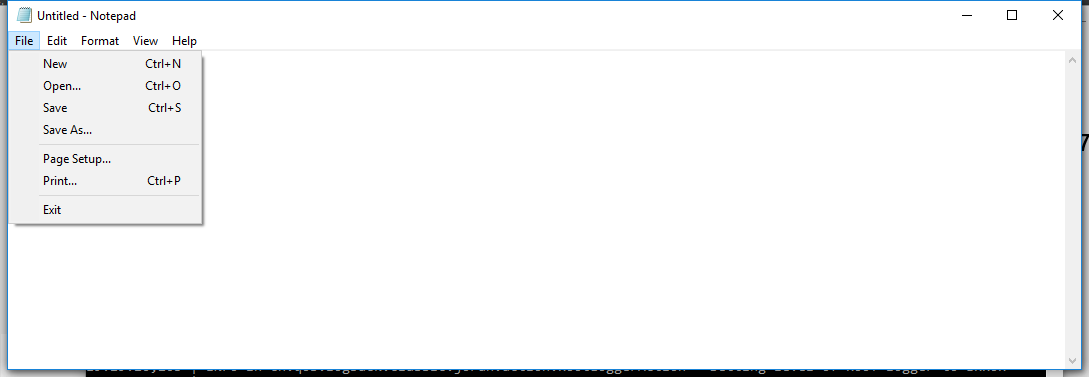 Untitled - Notepad
File Edit Format View Help
New Ctrl+N
Open... Ctrl+O
Save Ctrl+S
Save As...
Page Setup...
Print... Ctrl+P
7
Exit